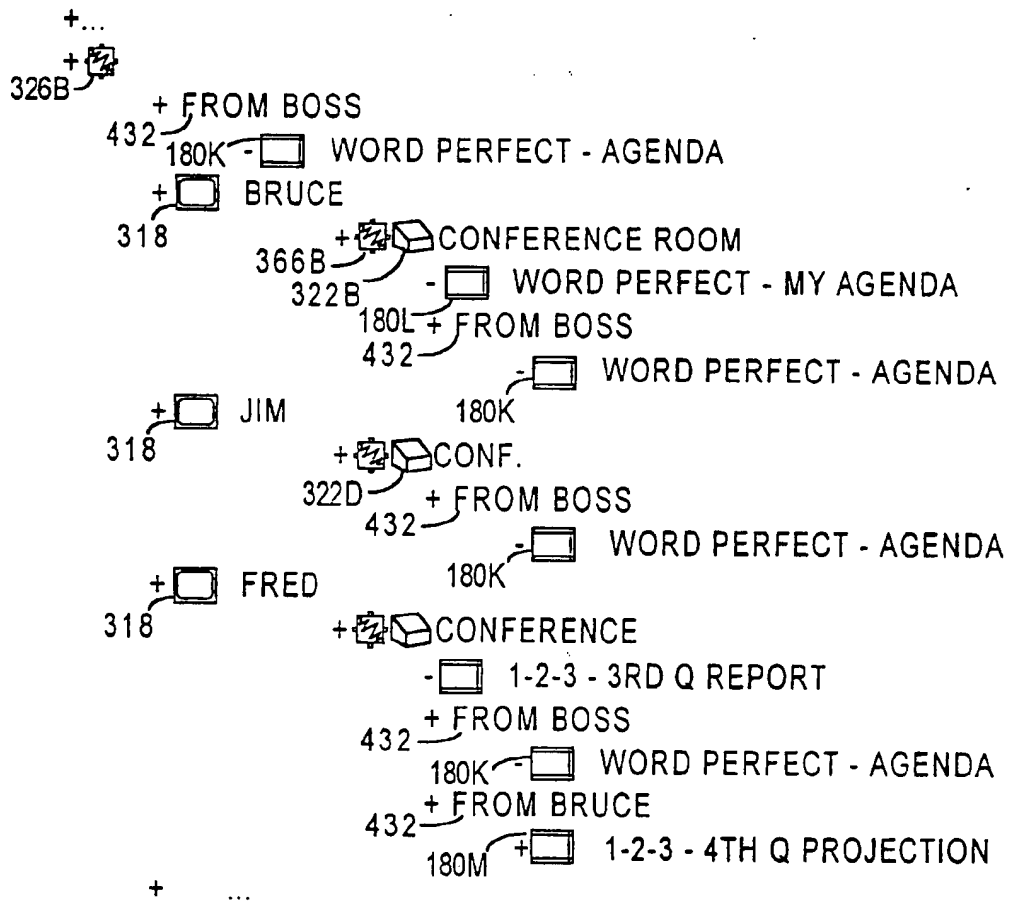 +...
+
326B
+ FROM BOSS
432
180K - WORD PERFECT - AGENDA
+ BRUCE
318
+ CONFERENCE ROOM
366B
322B
- WORD PERFECT - MY AGENDA
180L
+ FROM BOSS
432
- WORD PERFECT - AGENDA
180K
+ JIM
318
+ CONF.
322D
+ FROM BOSS
432
- WORD PERFECT - AGENDA
180K
+ FRED
318
+ CONFERENCE
- 1-2-3 - 3RD Q REPORT
+ FROM BOSS
432
180K - WORD PERFECT - AGENDA
+ FROM BRUCE
432
180M + 1-2-3 - 4TH Q PROJECTION
+ ...